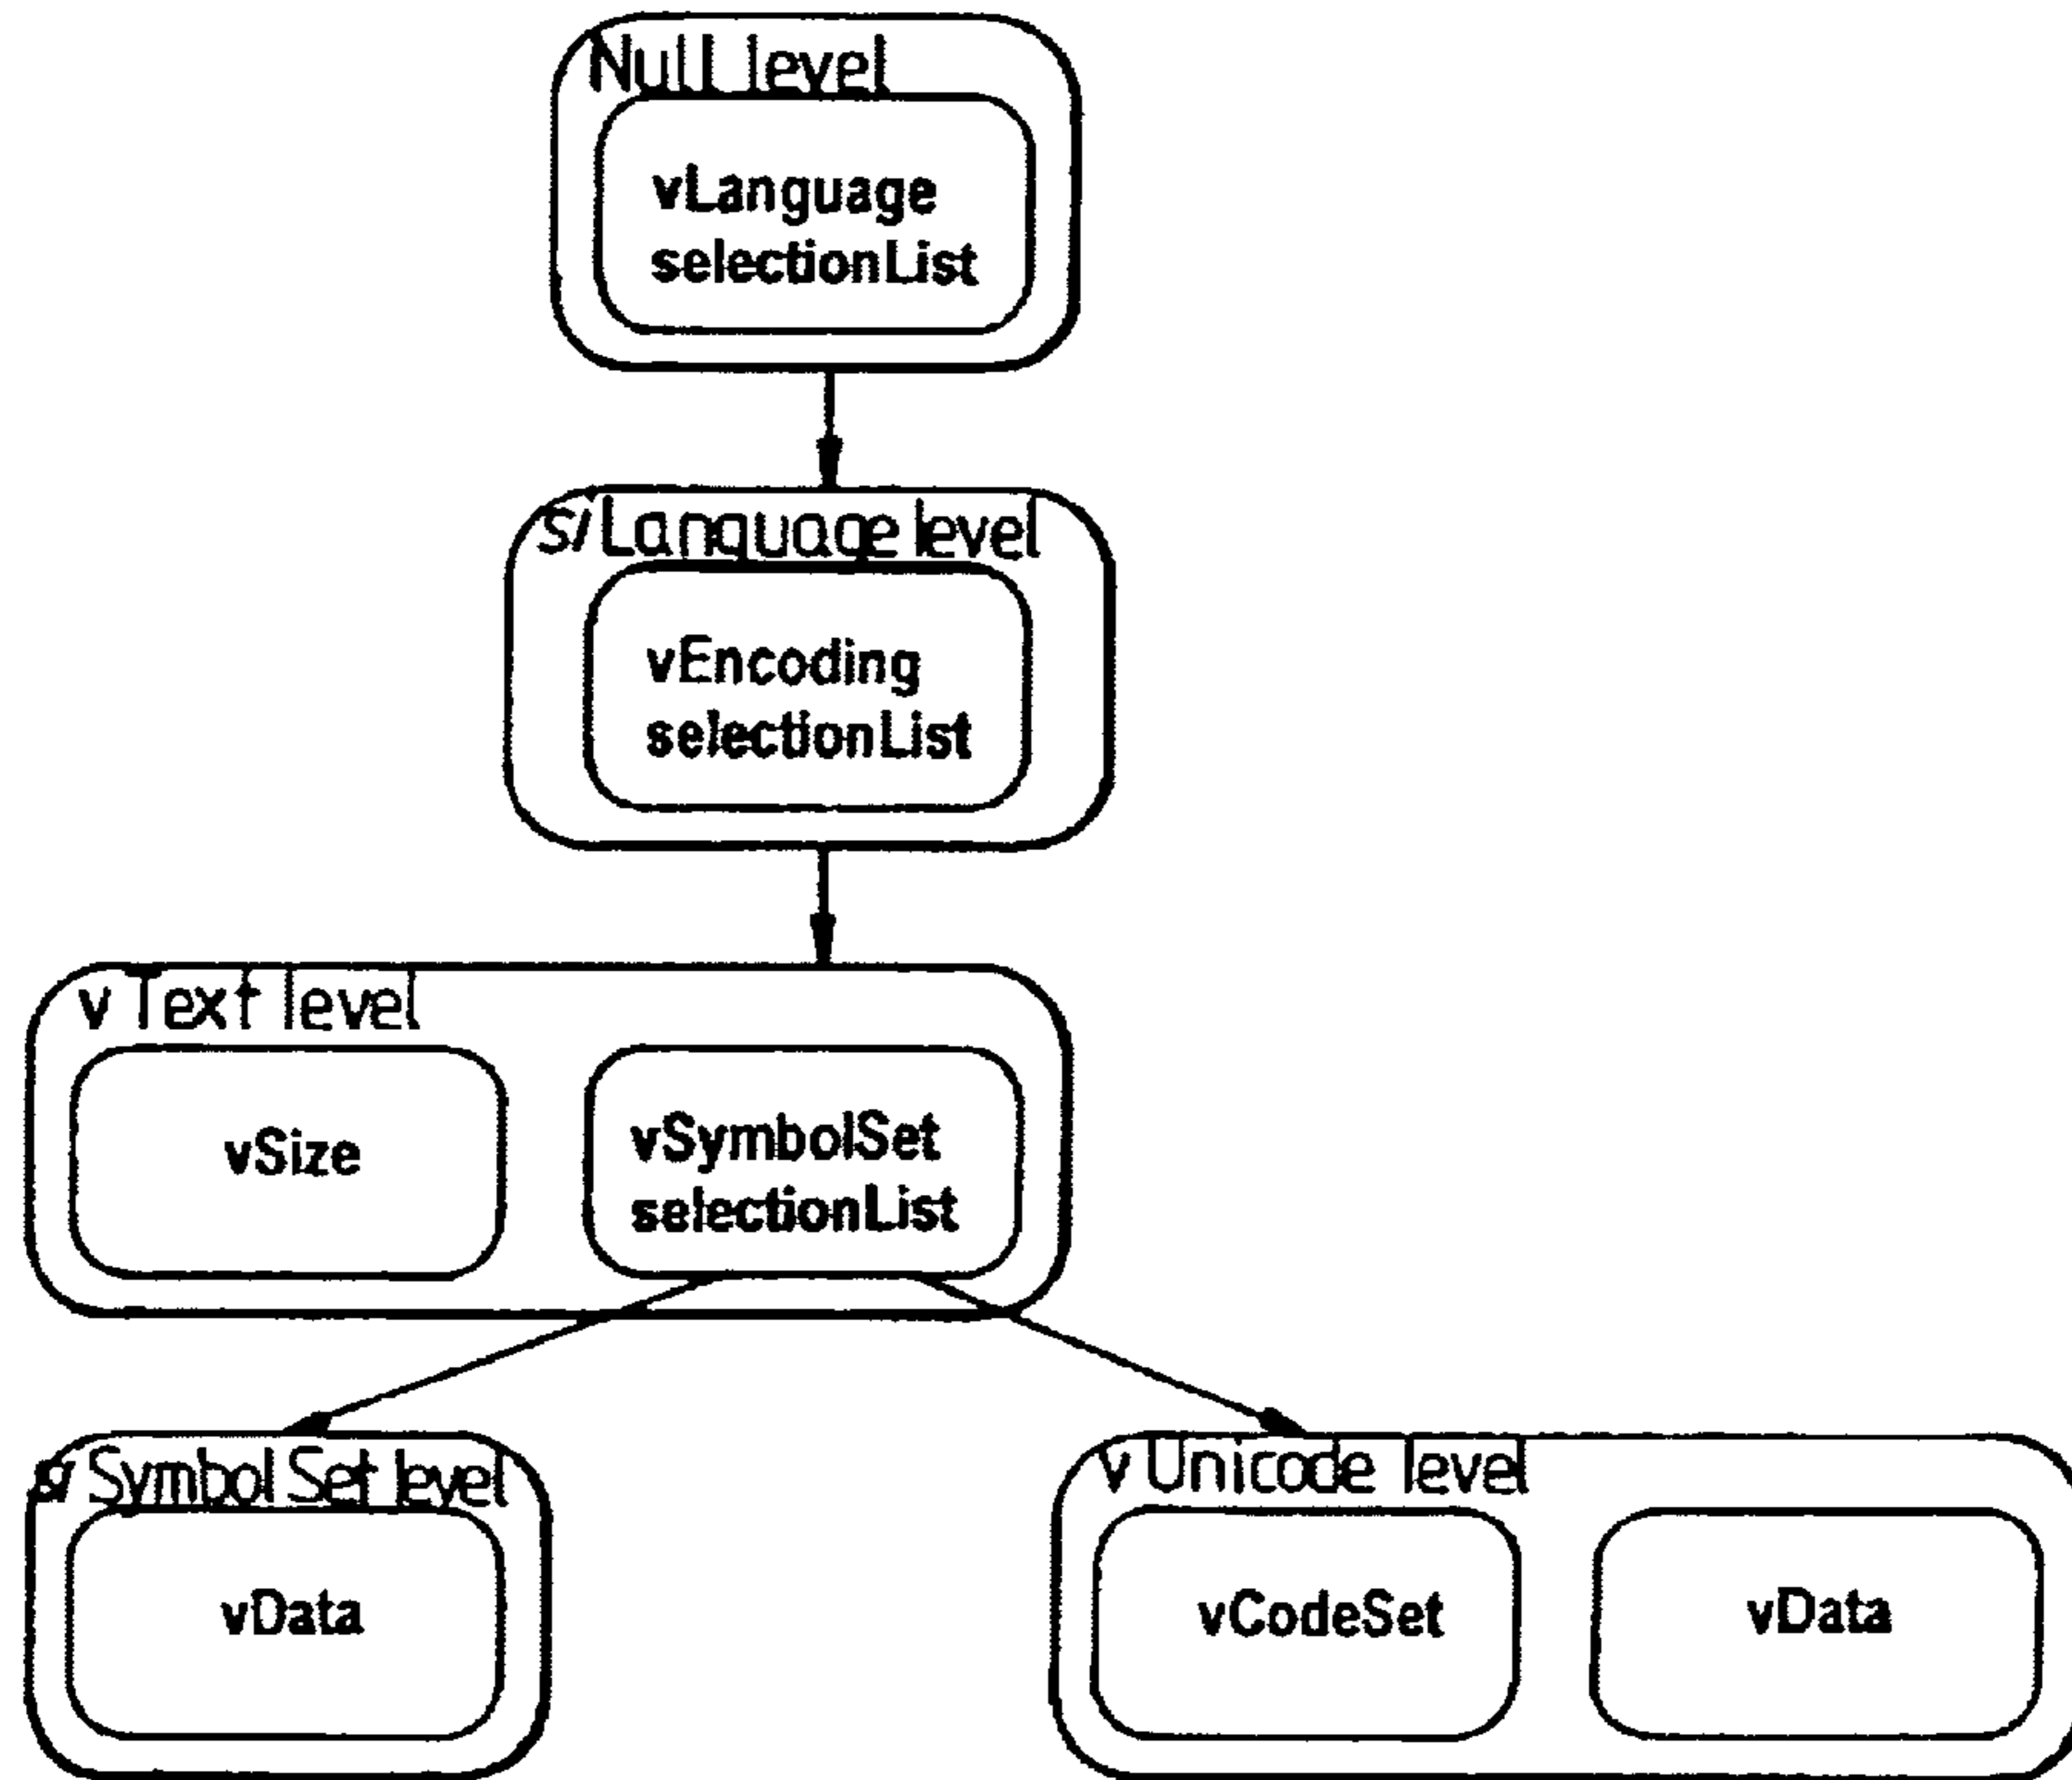 Null level
vLanguage
selectionList
sl Language level
vEncoding
selectionList
v Text level
vSize
vSymbolSet
selectionList
Symbol Set level
v Unicode level
vData
vCodeSet
vData